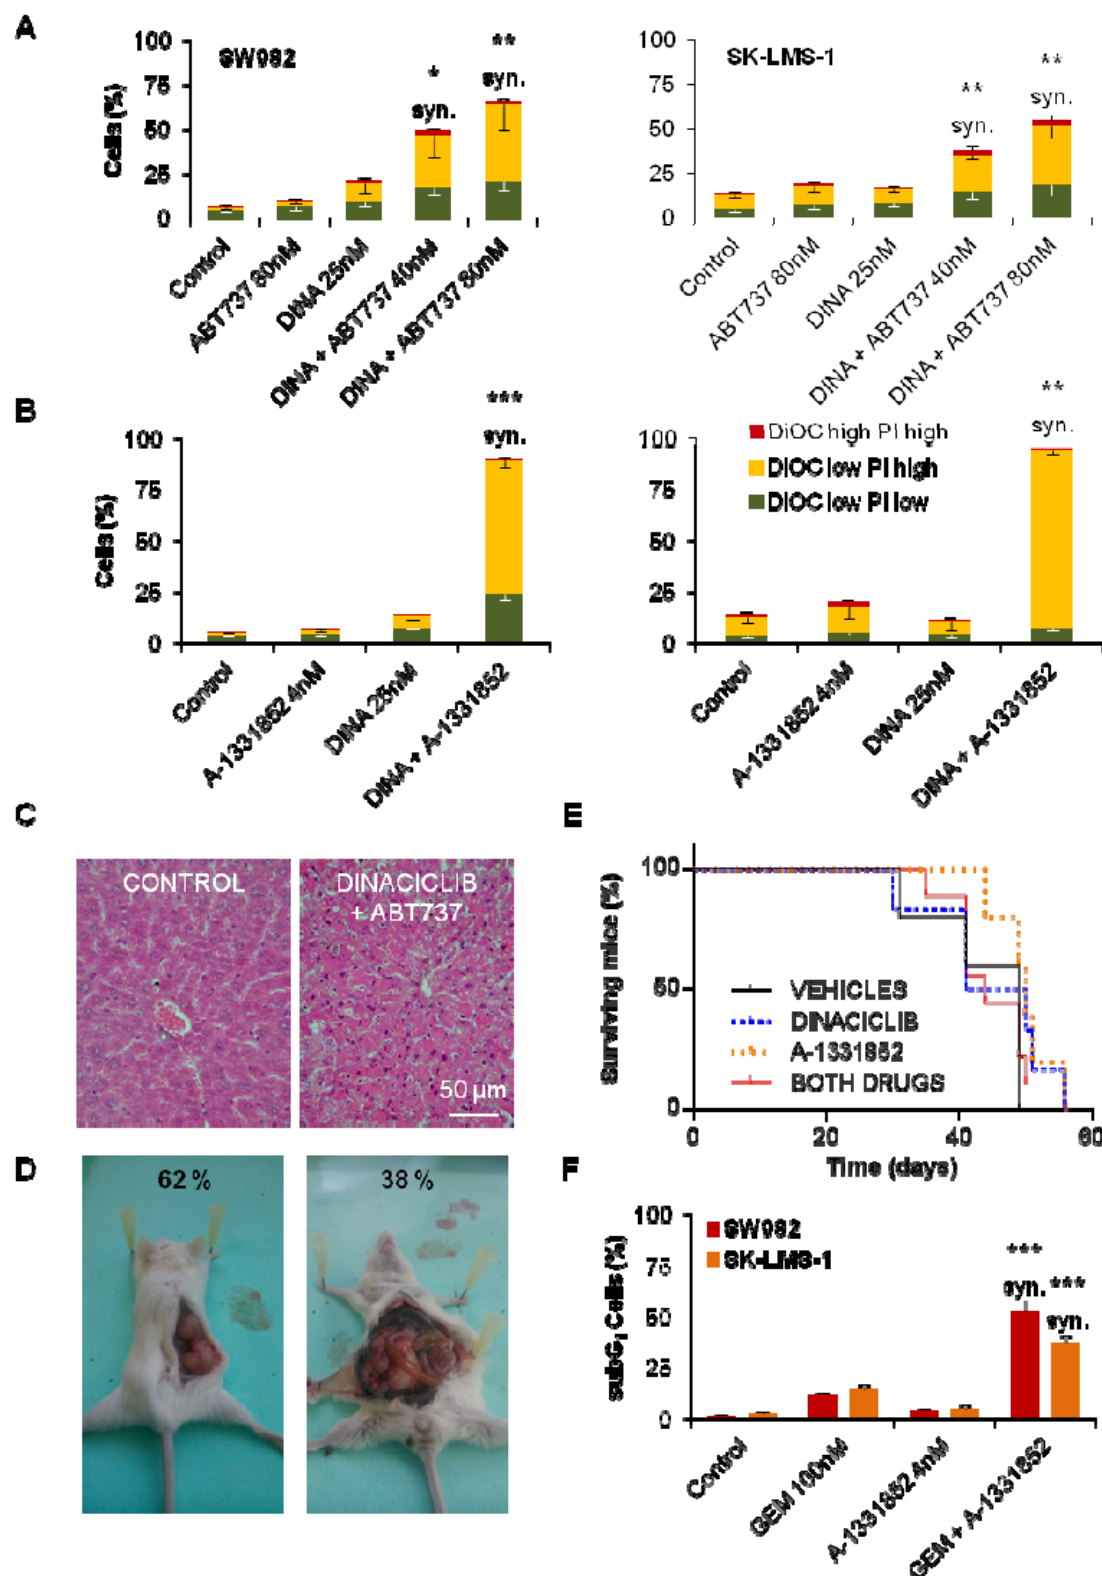 A
SW982
100
75
50
25
0
Cells (%)
*
syn.
**
syn.
Control
ABT737 80nM
DINA 25nM
DINA + ABT737 40nM
DINA + ABT737 80nM
SK-LMS-1
100
75
50
25
0
**
syn.
**
syn.
Control
ABT737 80nM
DINA 25nM
DINA + ABT737 40nM
DINA + ABT737 80nM
B
100
75
50
25
0
Cells (%)
***
syn.
Control
A-1331852 4nM
DINA 25nM
DINA + A-1331852
100
75
50
25
0
DiOC high PI high
DiOC low PI high
DiOC low PI low
**
syn.
Control
A-1331852 4nM
DINA 25nM
DINA + A-1331852
C
CONTROL
DINACICLIB
+ ABT737
50 µm
D
62 %
38 %
E
Surviving mice (%)
100
50
0
VEHICLES
DINACICLIB
A-1331852
BOTH DRUGS
0
20
40
60
Time (days)
F
subG₁ Cells (%)
100
75
50
25
0
SW982
SK-LMS-1
***
syn.
***
syn.
Control
GEM 100nM
A-1331852 4nM
GEM + A-1331852